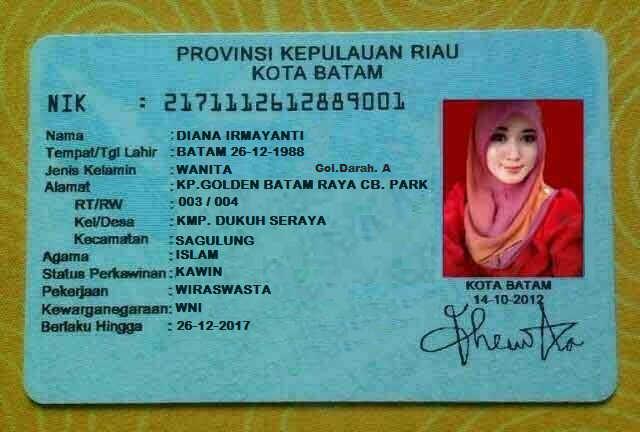 PROVINSI KEPULAUAN RIAU
KOTA BATAM
NIK : 2171112612889001
Nama : DIANA IRMAYANTI
Tempat/Tgl Lahir : BATAM 26-12-1988
Jenis Kelamin : WANITA Gol.Darah. A
Alamat : KP.GOLDEN BATAM RAYA CB. PARK
RT/RW : 003 / 004
Kel/Desa : KMP. DUKUH SERAYA
Kecamatan : SAGULUNG
Agama : ISLAM
Status Perkawinan : KAWIN
Pekerjaan : WIRASWASTA
Kewarganegaraan : WNI
Berlaku Hingga : 26-12-2017
KOTA BATAM
14-10-2012